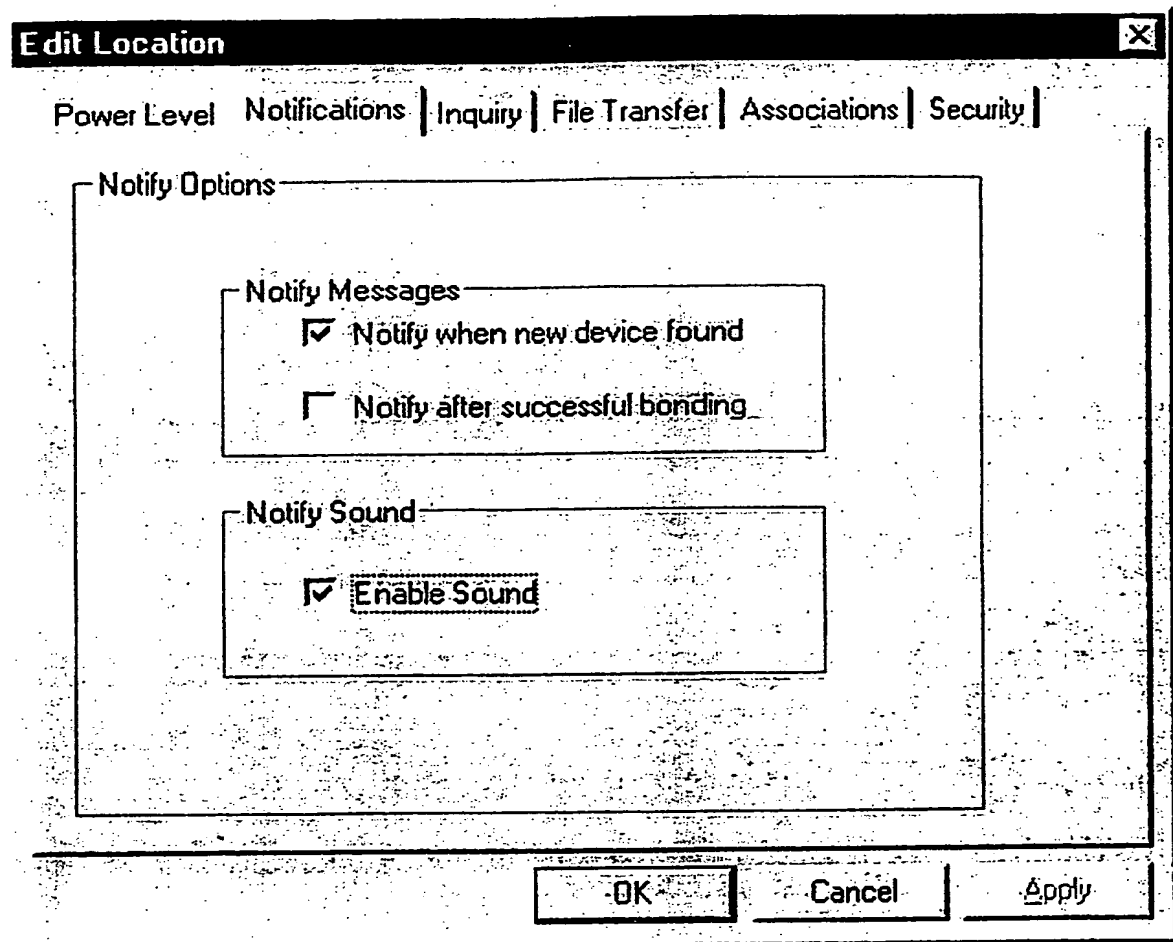 Edit Location
Power Level Notifications Inquiry File Transfer Associations Security
Notify Options
Notify Messages
Notify when new device found
Notify after successful bonding
Notify Sound
Enable Sound
OK Cancel Apply